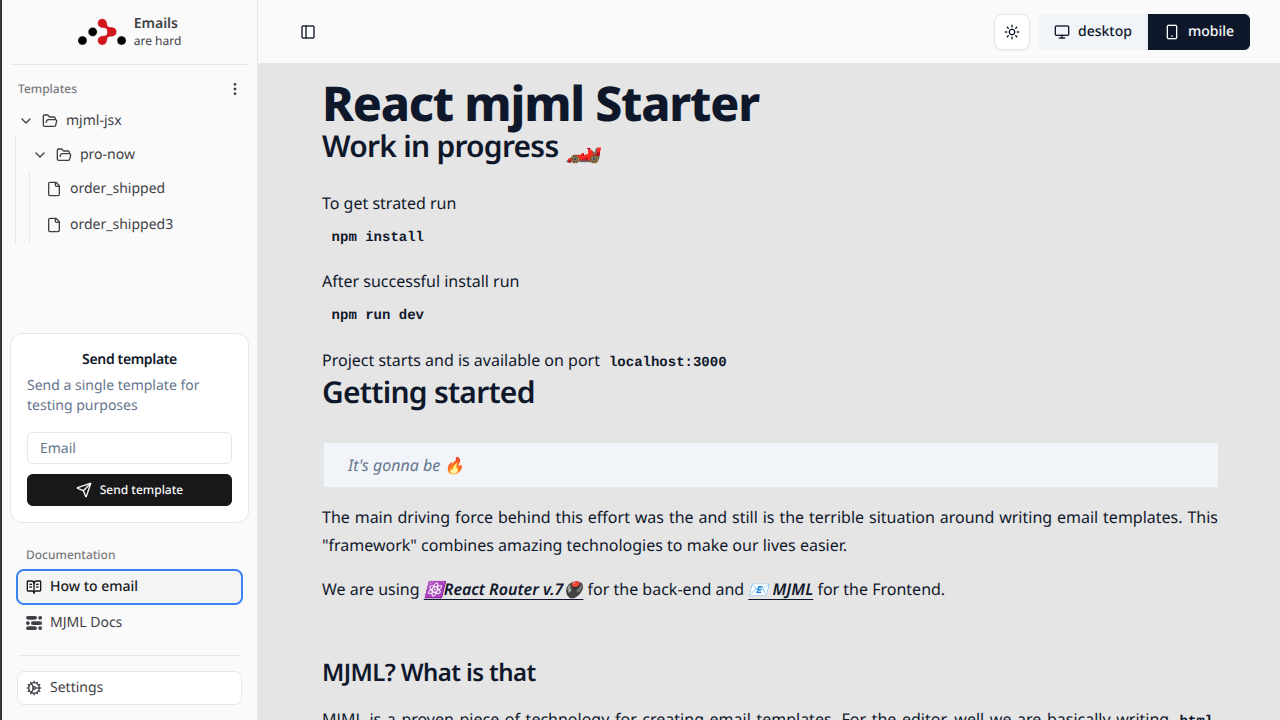 Emails
are hard
Templates
mjml-jsx
pro-now
order_shipped
order_shipped3
Send template
Send a single template for
testing purposes
Email
Send template
Documentation
How to email
MJML Docs
Settings
desktop
mobile
React mjml Starter
Work in progress 🏎️
To get strated run
npm install
After successful install run
npm run dev
Project starts and is available on port localhost:3000
Getting started
It's gonna be 🔥
The main driving force behind this effort was the and still is the terrible situation around writing email templates. This
"framework" combines amazing technologies to make our lives easier.
We are using ⚛️React Router v.7 for the back-end and 📧 MJML for the Frontend.
MJML? What is that
MJML is a proven piece of technology for creating email templates. For the editor, well we are basically writing html